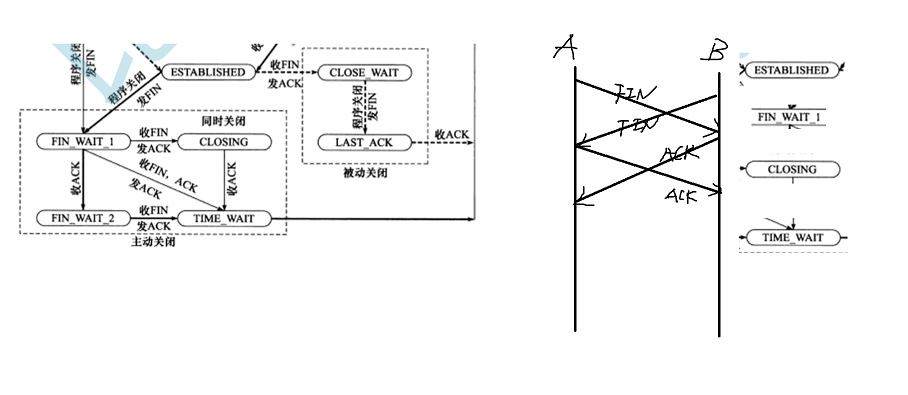 程序关闭
发FIN
收
ESTABLISHED
收FIN
发ACK
CLOSE_WAIT
程序关闭
发FIN
程序关闭
发FIN
同时关闭
FIN_WAIT_1
收FIN
发ACK
CLOSING
LAST_ACK
收ACK
被动关闭
收ACK
收FIN，ACK
发ACK
收ACK
FIN_WAIT_2
收FIN
发ACK
TIME_WAIT
主动关闭
A
B
FIN
FIN
ACK
ACK
ESTABLISHED
FIN_WAIT_1
CLOSING
TIME_WAIT